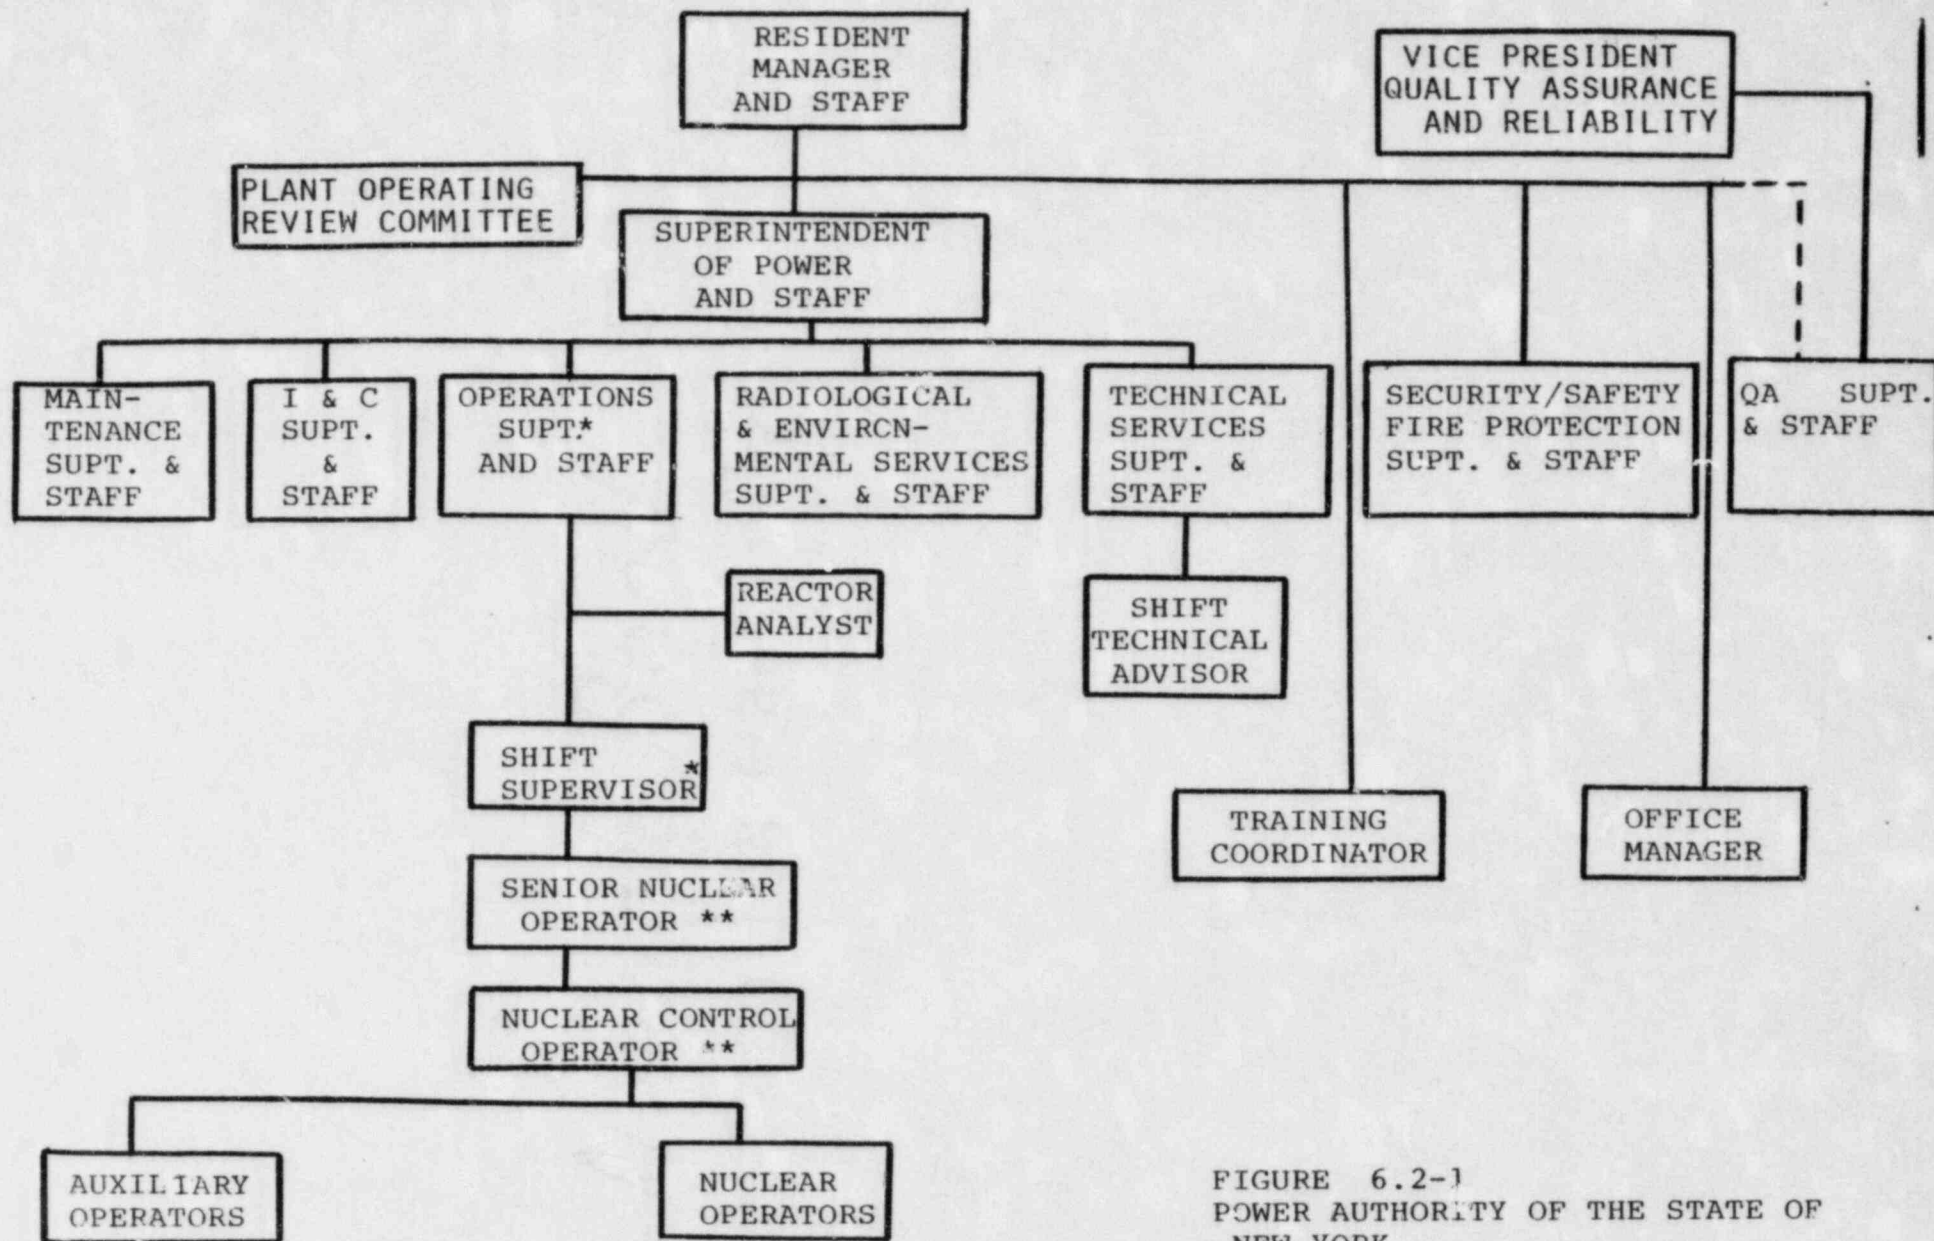 RESIDENT
MANAGER
AND STAFF
VICE PRESIDENT
QUALITY ASSURANCE
AND RELIABILITY
PLANT OPERATING
REVIEW COMMITTEE
SUPERINTENDENT
OF POWER
AND STAFF
MAIN-
TENANCE
SUPT. &
STAFF
I & C
SUPT.
&
STAFF
OPERATIONS
SUPT.*
AND STAFF
RADIOLOGICAL
& ENVIRCN-
MENTAL SERVICES
SUPT. & STAFF
TECHNICAL
SERVICES
SUPT. &
STAFF
SECURITY/SAFETY
FIRE PROTECTION
SUPT. & STAFF
QA SUPT.
& STAFF
REACTOR
ANALYST
SHIFT
TECHNICAL
ADVISOR
SHIFT
SUPERVISOR*
TRAINING
COORDINATOR
OFFICE
MANAGER
SENIOR NUCLEAR
OPERATOR **
NUCLEAR CONTROL
OPERATOR **
AUXILIARY
OPERATORS
NUCLEAR
OPERATORS
FIGURE 6.2-1
POWER AUTHORITY OF THE STATE OF
NEW YORK